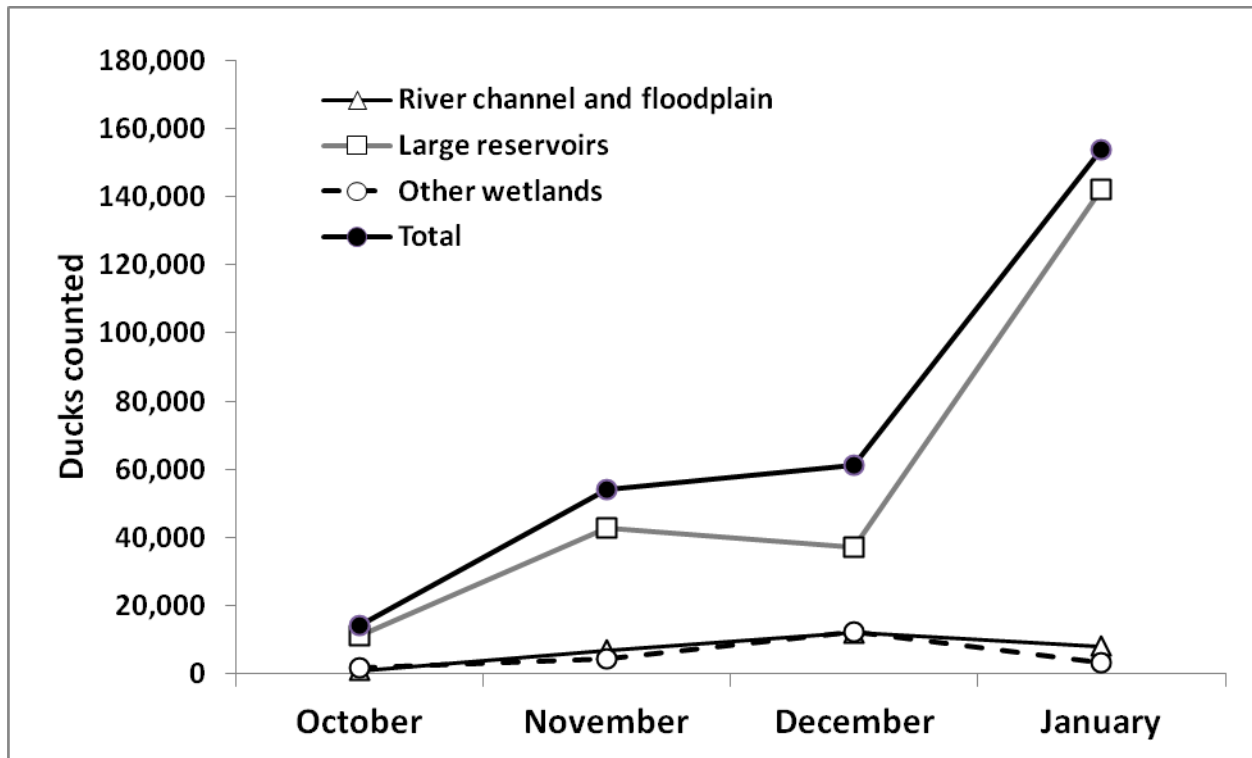 180,000
160,000
140,000
120,000
100,000
80,000
60,000
40,000
20,000
0
Ducks counted
River channel and floodplain
Large reservoirs
Other wetlands
Total
October November December January